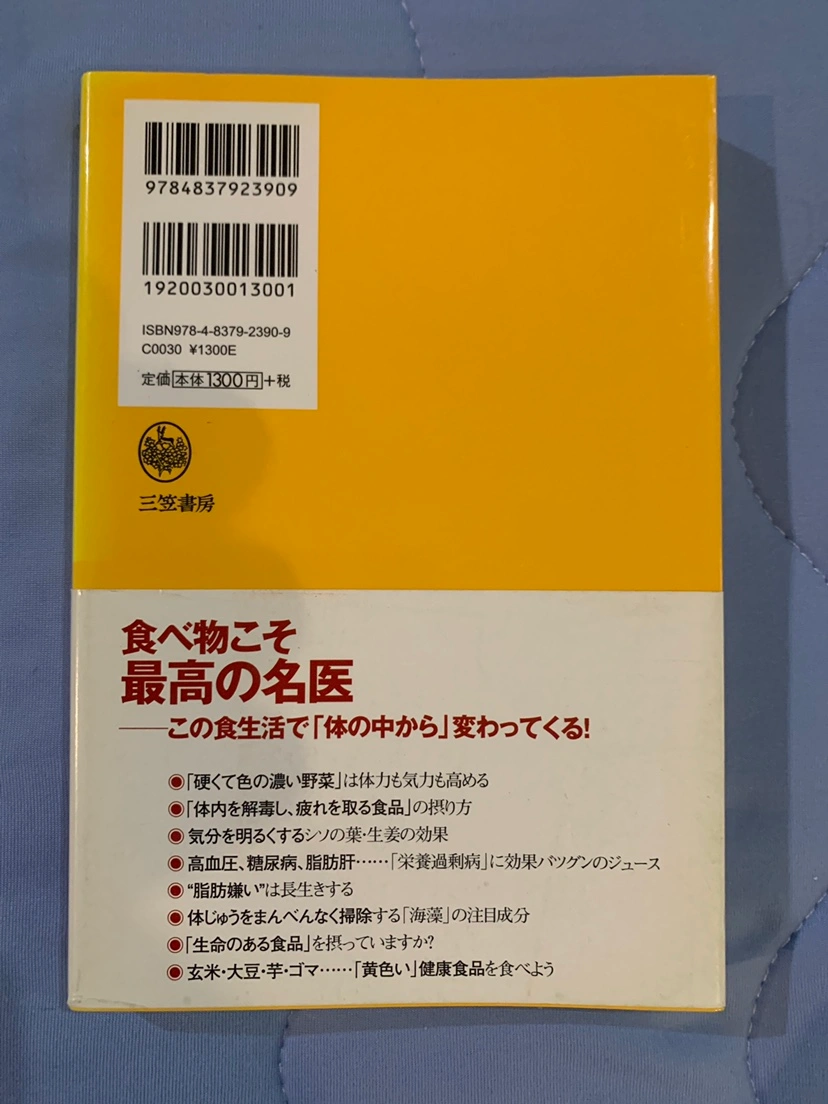 9784837923909
1920030013001
ISBN978-4-8379-2390-9
C0030 ¥1300E
定価 本体1300円 +税
三笠書房
食べ物こそ
最高の名医
――この食生活で「体の中から」変わってくる!
◉「硬くて色の濃い野菜」は体力も気力も高める
◉「体内を解毒し、疲れを取る食品」の摂り方
◉気分を明るくするシソの葉・生姜の効果
◉高血圧、糖尿病、脂肪肝……「栄養過剰病」に効果バツグンのジュース
◉“脂肪嫌い”は長生きする
◉体じゅうをまんべんなく掃除する「海藻」の注目成分
◉「生命のある食品」を摂っていますか?
◉玄米・大豆・芋・ゴマ……「黄色い」健康食品を食べよう